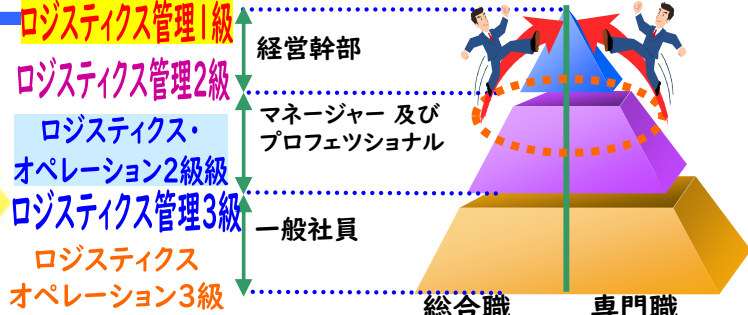 ロジスティクス管理1級
経営幹部
ロジスティクス管理2級
マネージャー 及び
プロフェツショナル
ロジスティクス・
オペレーション2級級
ロジスティクス管理3級
一般社員
ロジスティクス
オペレーション3級
総合職
専門職